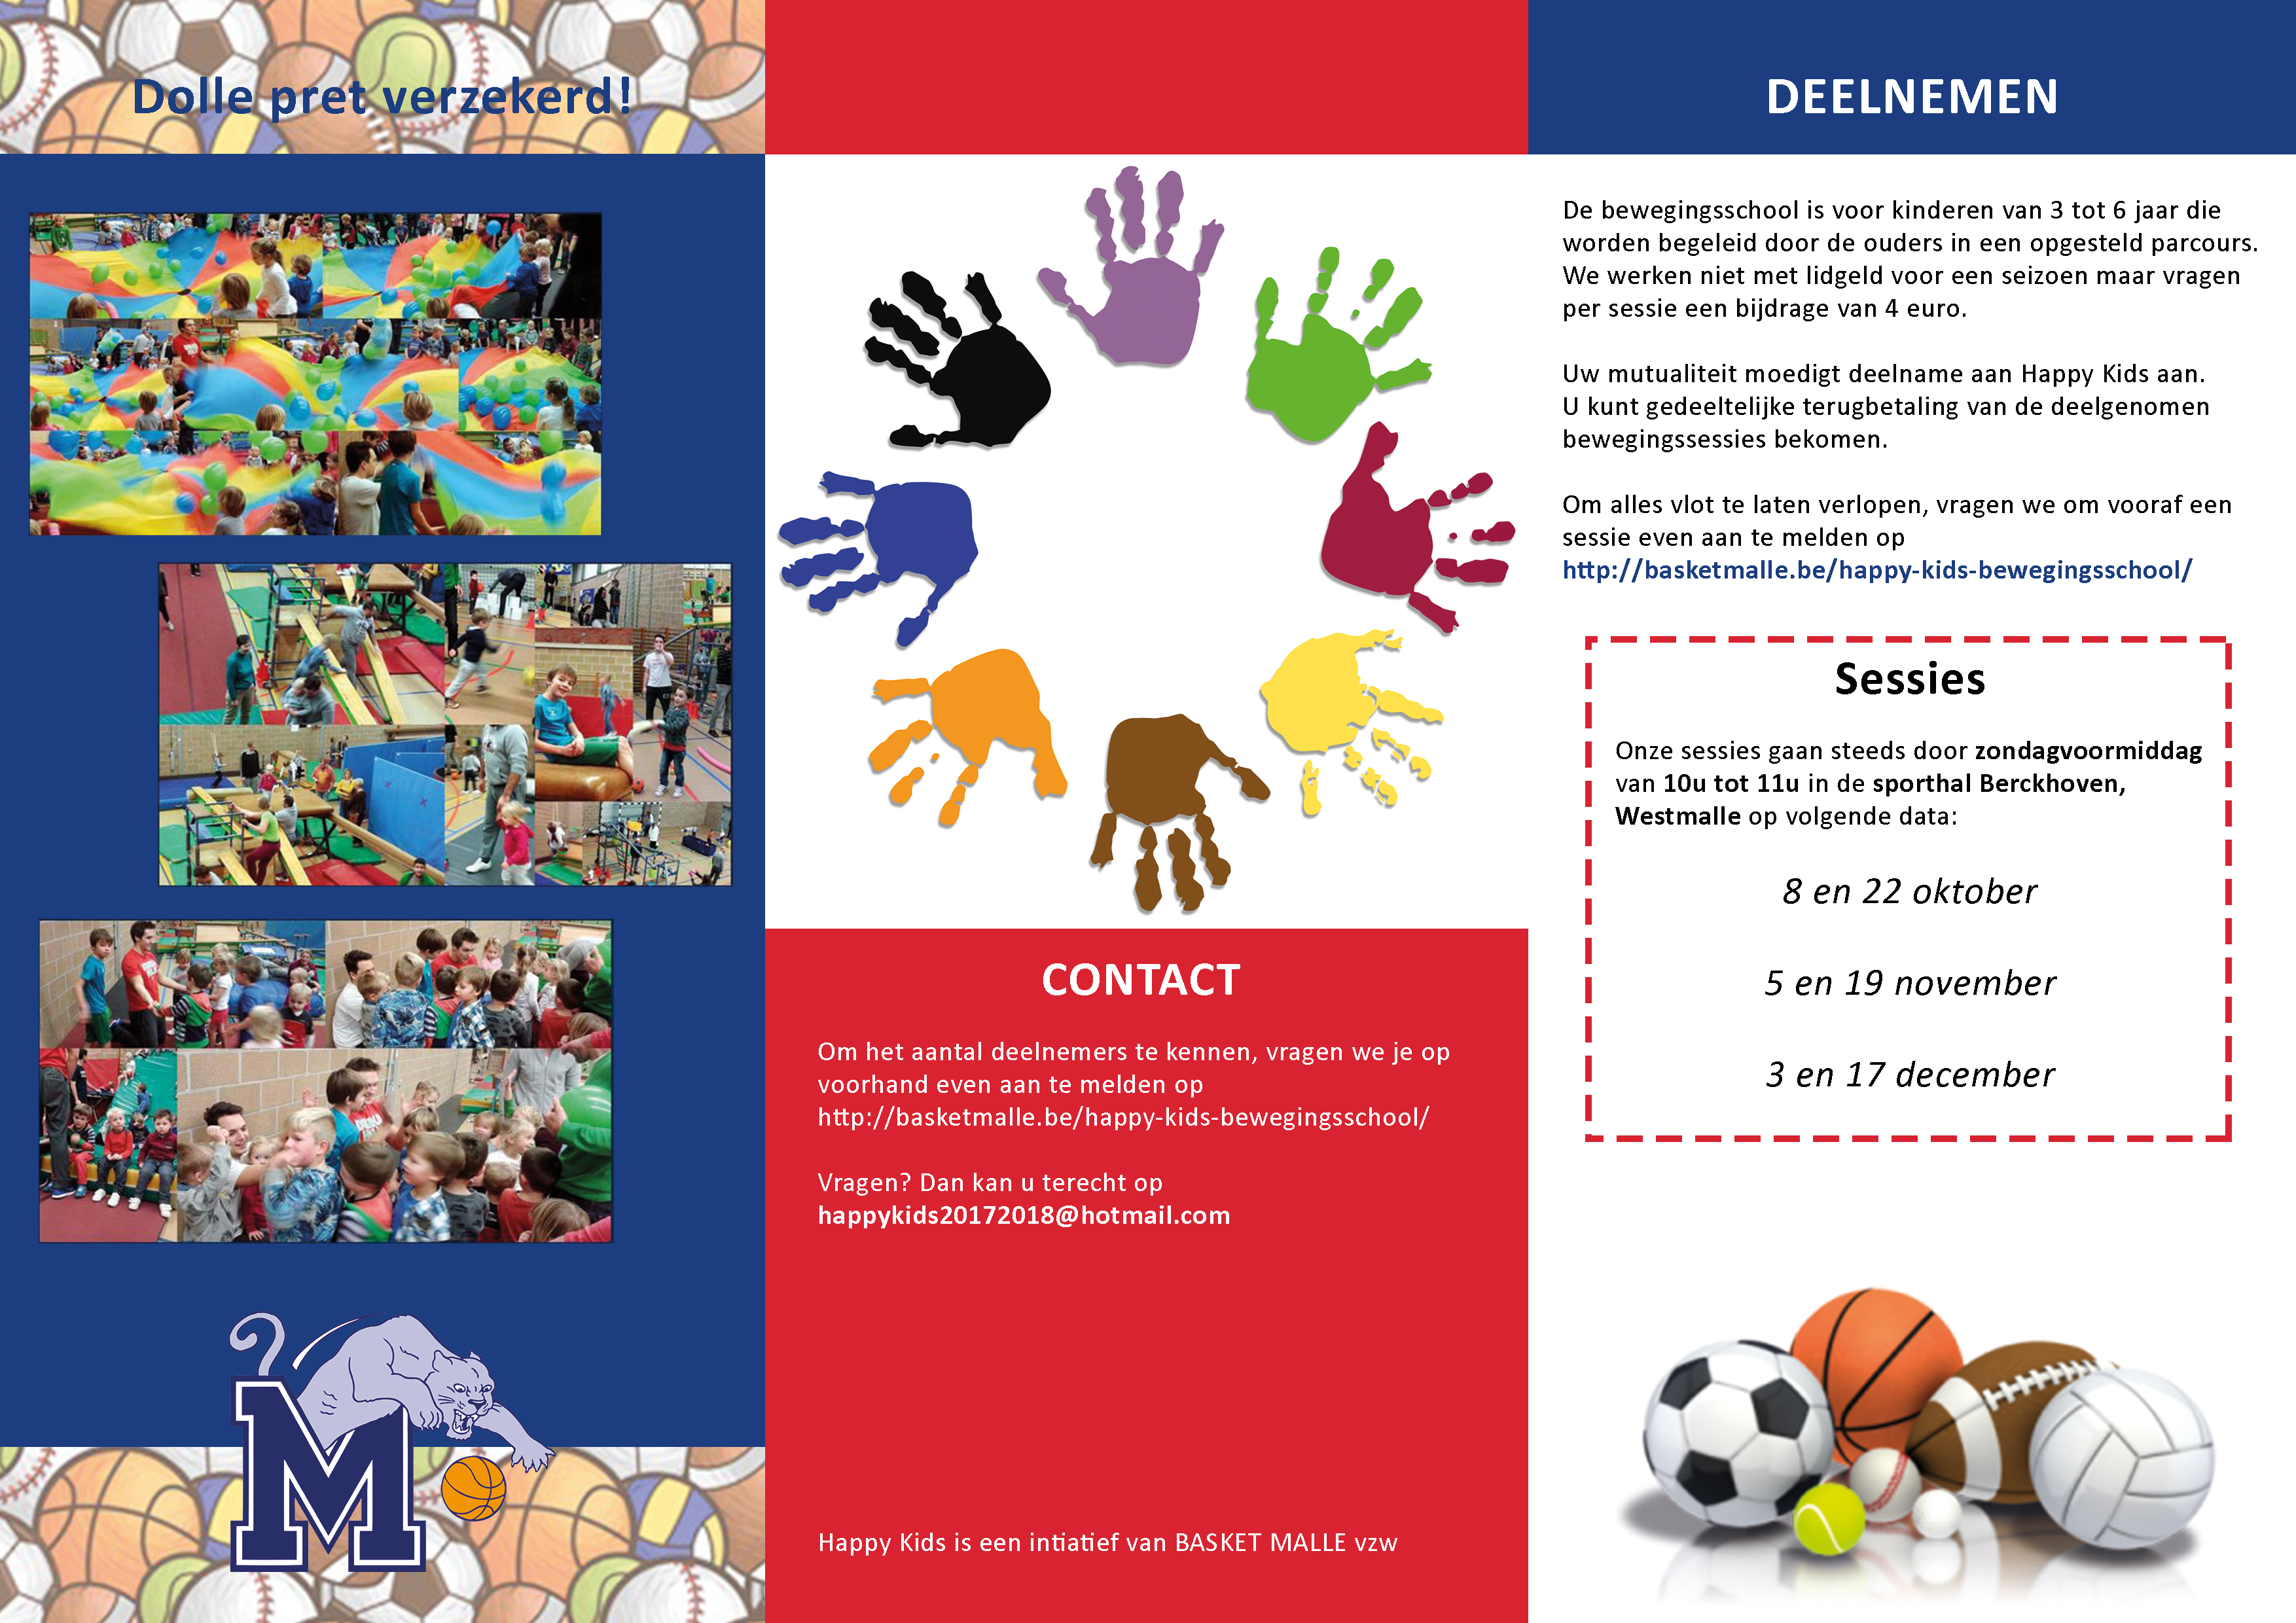 Dolle pret verzekerd!
M
CONTACT
Om het aantal deelnemers te kennen, vragen we je op
voorhand even aan te melden op
http://basketmalle.be/happy-kids-bewegingsschool/
Vragen? Dan kan u terecht op
happykids20172018@hotmail.com
Happy Kids is een intiatief van BASKET MALLE vzw
DEELNEMEN
De bewegingsschool is voor kinderen van 3 tot 6 jaar die
worden begeleid door de ouders in een opgesteld parcours.
We werken niet met lidgeld voor een seizoen maar vragen
per sessie een bijdrage van 4 euro.
Uw mutualiteit moedigt deelname aan Happy Kids aan.
U kunt gedeeltelijke terugbetaling van de deelgenomen
bewegingssessies bekomen.
Om alles vlot te laten verlopen, vragen we om vooraf een
sessie even aan te melden op
http://basketmalle.be/happy-kids-bewegingsschool/
Sessies
Onze sessies gaan steeds door zondagvoormiddag
van 10u tot 11u in de sporthal Berckhoven,
Westmalle op volgende data:
8 en 22 oktober
5 en 19 november
3 en 17 december